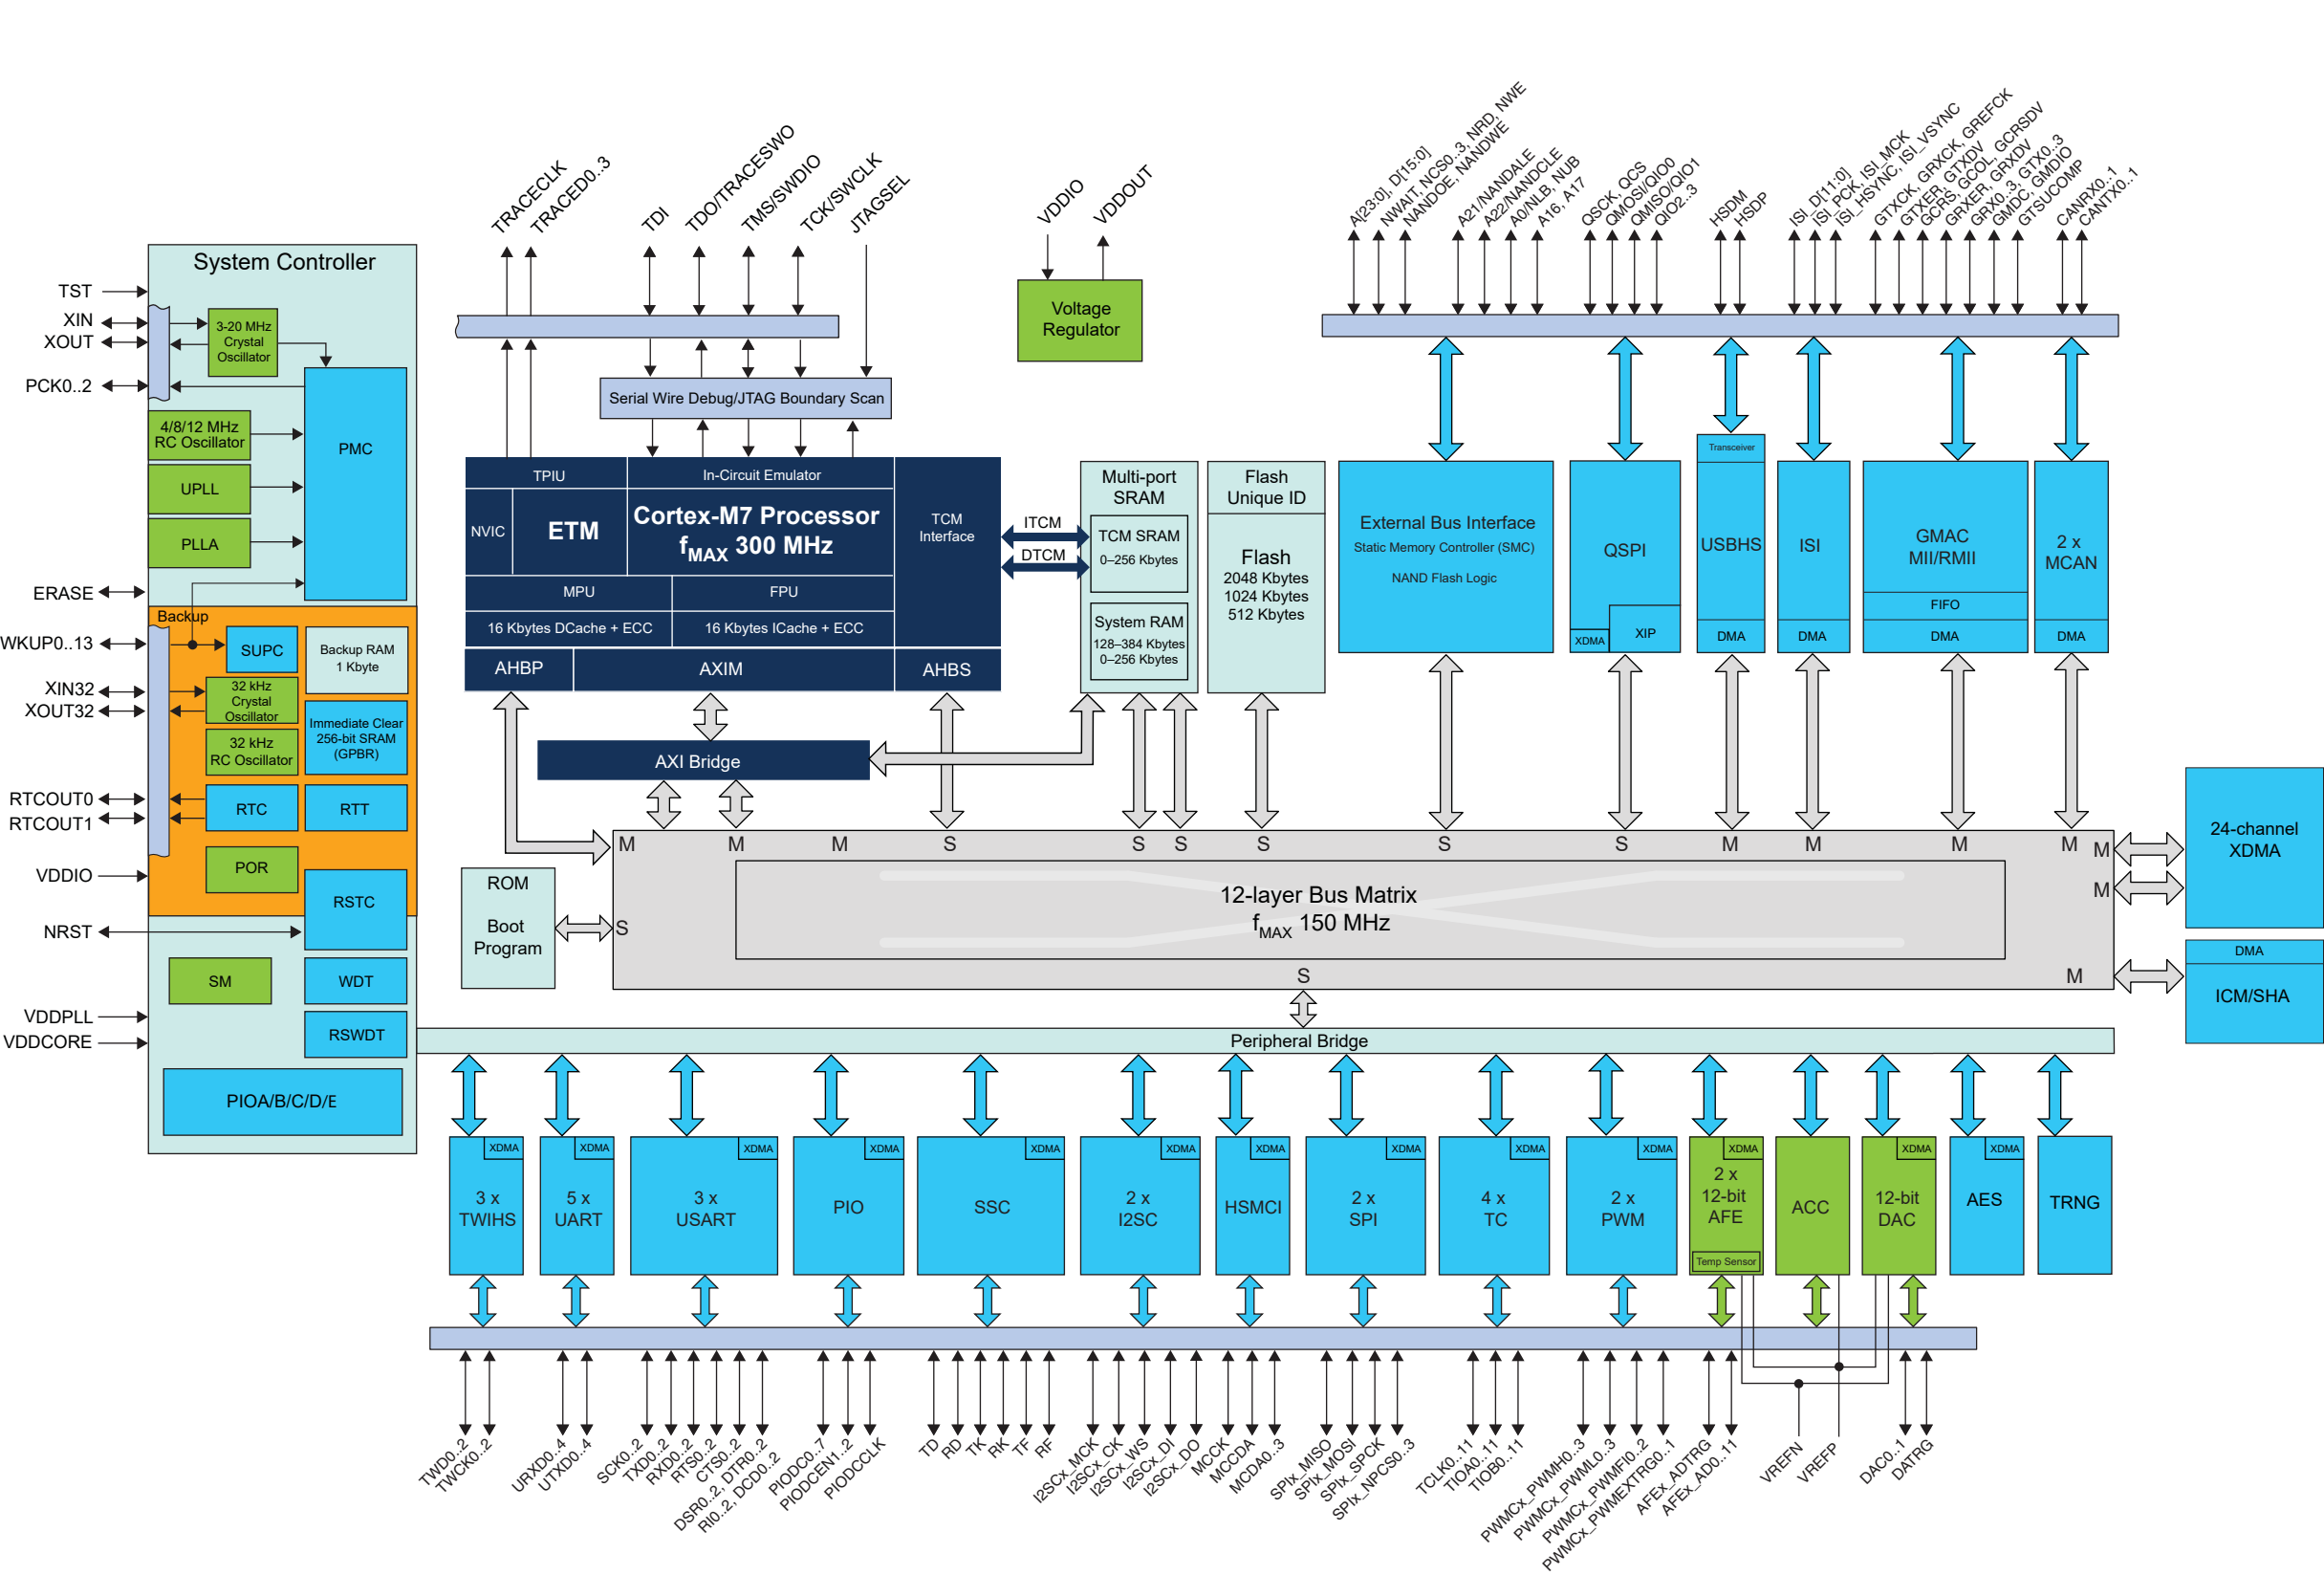 A[23:0], D[15:0]
NWAIT, NCS0..3, NRD, NWE
NANDOE, NANDWE
A21/NANDALE
A22/NANDCLE
A0/NLB, NUB
A16, A17
QSCK, QCS
QMOSI/QIO0
QMISO/QIO1
QIO2..3
HSDM
HSDP
ISI_D[11:0]
ISI_PCK, ISI_MCK
ISI_HSYNC, ISI_VSYNC
GTXCK, GRXCK, GREFCK
GTXER, GTXDV
GCRS, GCOL, GCRSDV
GRXER, GRXDV
GRX0..3, GTX0..3
GMDC, GMDIO
GTSUCOMP
CANRX0..1
CANTX0..1
TRACECLK
TRACED0..3
TDI
TDO/TRACESWO
TMS/SWDIO
TCK/SWCLK
JTAGSEL
VDDIO
VDDOUT
System Controller
TST
XIN
XOUT
PCK0..2
ERASE
WKUP0..13
XIN32
XOUT32
RTCOUT0
RTCOUT1
VDDIO
NRST
VDDPLL
VDDCORE
3-20 MHz
Crystal
Oscillator
PMC
4/8/12 MHz
RC Oscillator
UPLL
PLLA
Backup
SUPC
Backup RAM
1 Kbyte
32 kHz
Crystal
Oscillator
Immediate Clear
256-bit SRAM
(GPBR)
32 kHz
RC Oscillator
RTC
RTT
POR
RSTC
SM
WDT
RSWDT
PIOA/B/C/D/E
Voltage
Regulator
Serial Wire Debug/JTAG Boundary Scan
TPIU
In-Circuit Emulator
NVIC
ETM
Cortex-M7 Processor
fMAX 300 MHz
TCM
Interface
MPU
FPU
16 Kbytes DCache + ECC
16 Kbytes ICache + ECC
AHBP
AXIM
AHBS
ITCM
DTCM
Multi-port
SRAM
TCM SRAM
0–256 Kbytes
System RAM
128–384 Kbytes
0–256 Kbytes
Flash
Unique ID
Flash
2048 Kbytes
1024 Kbytes
512 Kbytes
External Bus Interface
Static Memory Controller (SMC)
NAND Flash Logic
QSPI
XDMA
XIP
Transceiver
USBHS
DMA
ISI
DMA
GMAC
MII/RMII
FIFO
DMA
2 x
MCAN
DMA
AXI Bridge
M
M
M
S
S
S
S
S
S
M
M
M
M
M
M
24-channel
XDMA
ROM
Boot
Program
S
12-layer Bus Matrix
fMAX 150 MHz
S
M
DMA
ICM/SHA
Peripheral Bridge
XDMA
3 x
TWIHS
XDMA
5 x
UART
XDMA
3 x
USART
XDMA
PIO
XDMA
SSC
XDMA
2 x
I2SC
XDMA
HSMCI
XDMA
2 x
SPI
XDMA
4 x
TC
XDMA
2 x
PWM
XDMA
2 x
12-bit
AFE
Temp Sensor
ACC
XDMA
12-bit
DAC
XDMA
AES
TRNG
TWD0..2
TWCK0..2
URXD0..4
UTXD0..4
SCK0..2
TXD0..2
RXD0..2
RTS0..2
CTS0..2
DSR0..2, DTR0..2
RI0..2, DCD0..2
PIODC0..7
PIODCEN1..2
PIODCCLK
TD
RD
TK
RK
TF
RF
I2SCx_MCK
I2SCx_CK
I2SCx_WS
I2SCx_DI
I2SCx_DO
MCCK
MCCDA
MCDA0..3
SPIx_MISO
SPIx_MOSI
SPIx_SPCK
SPIx_NPCS0..3
TCLK0..11
TIOA0..11
TIOB0..11
PWMCx_PWMH0..3
PWMCx_PWML0..3
PWMCx_PWMFI0..2
PWMCx_PWMEXTRG0..1
AFEx_ADTRG
AFEx_AD0..11
VREFN
VREFP
DAC0..1
DATRG